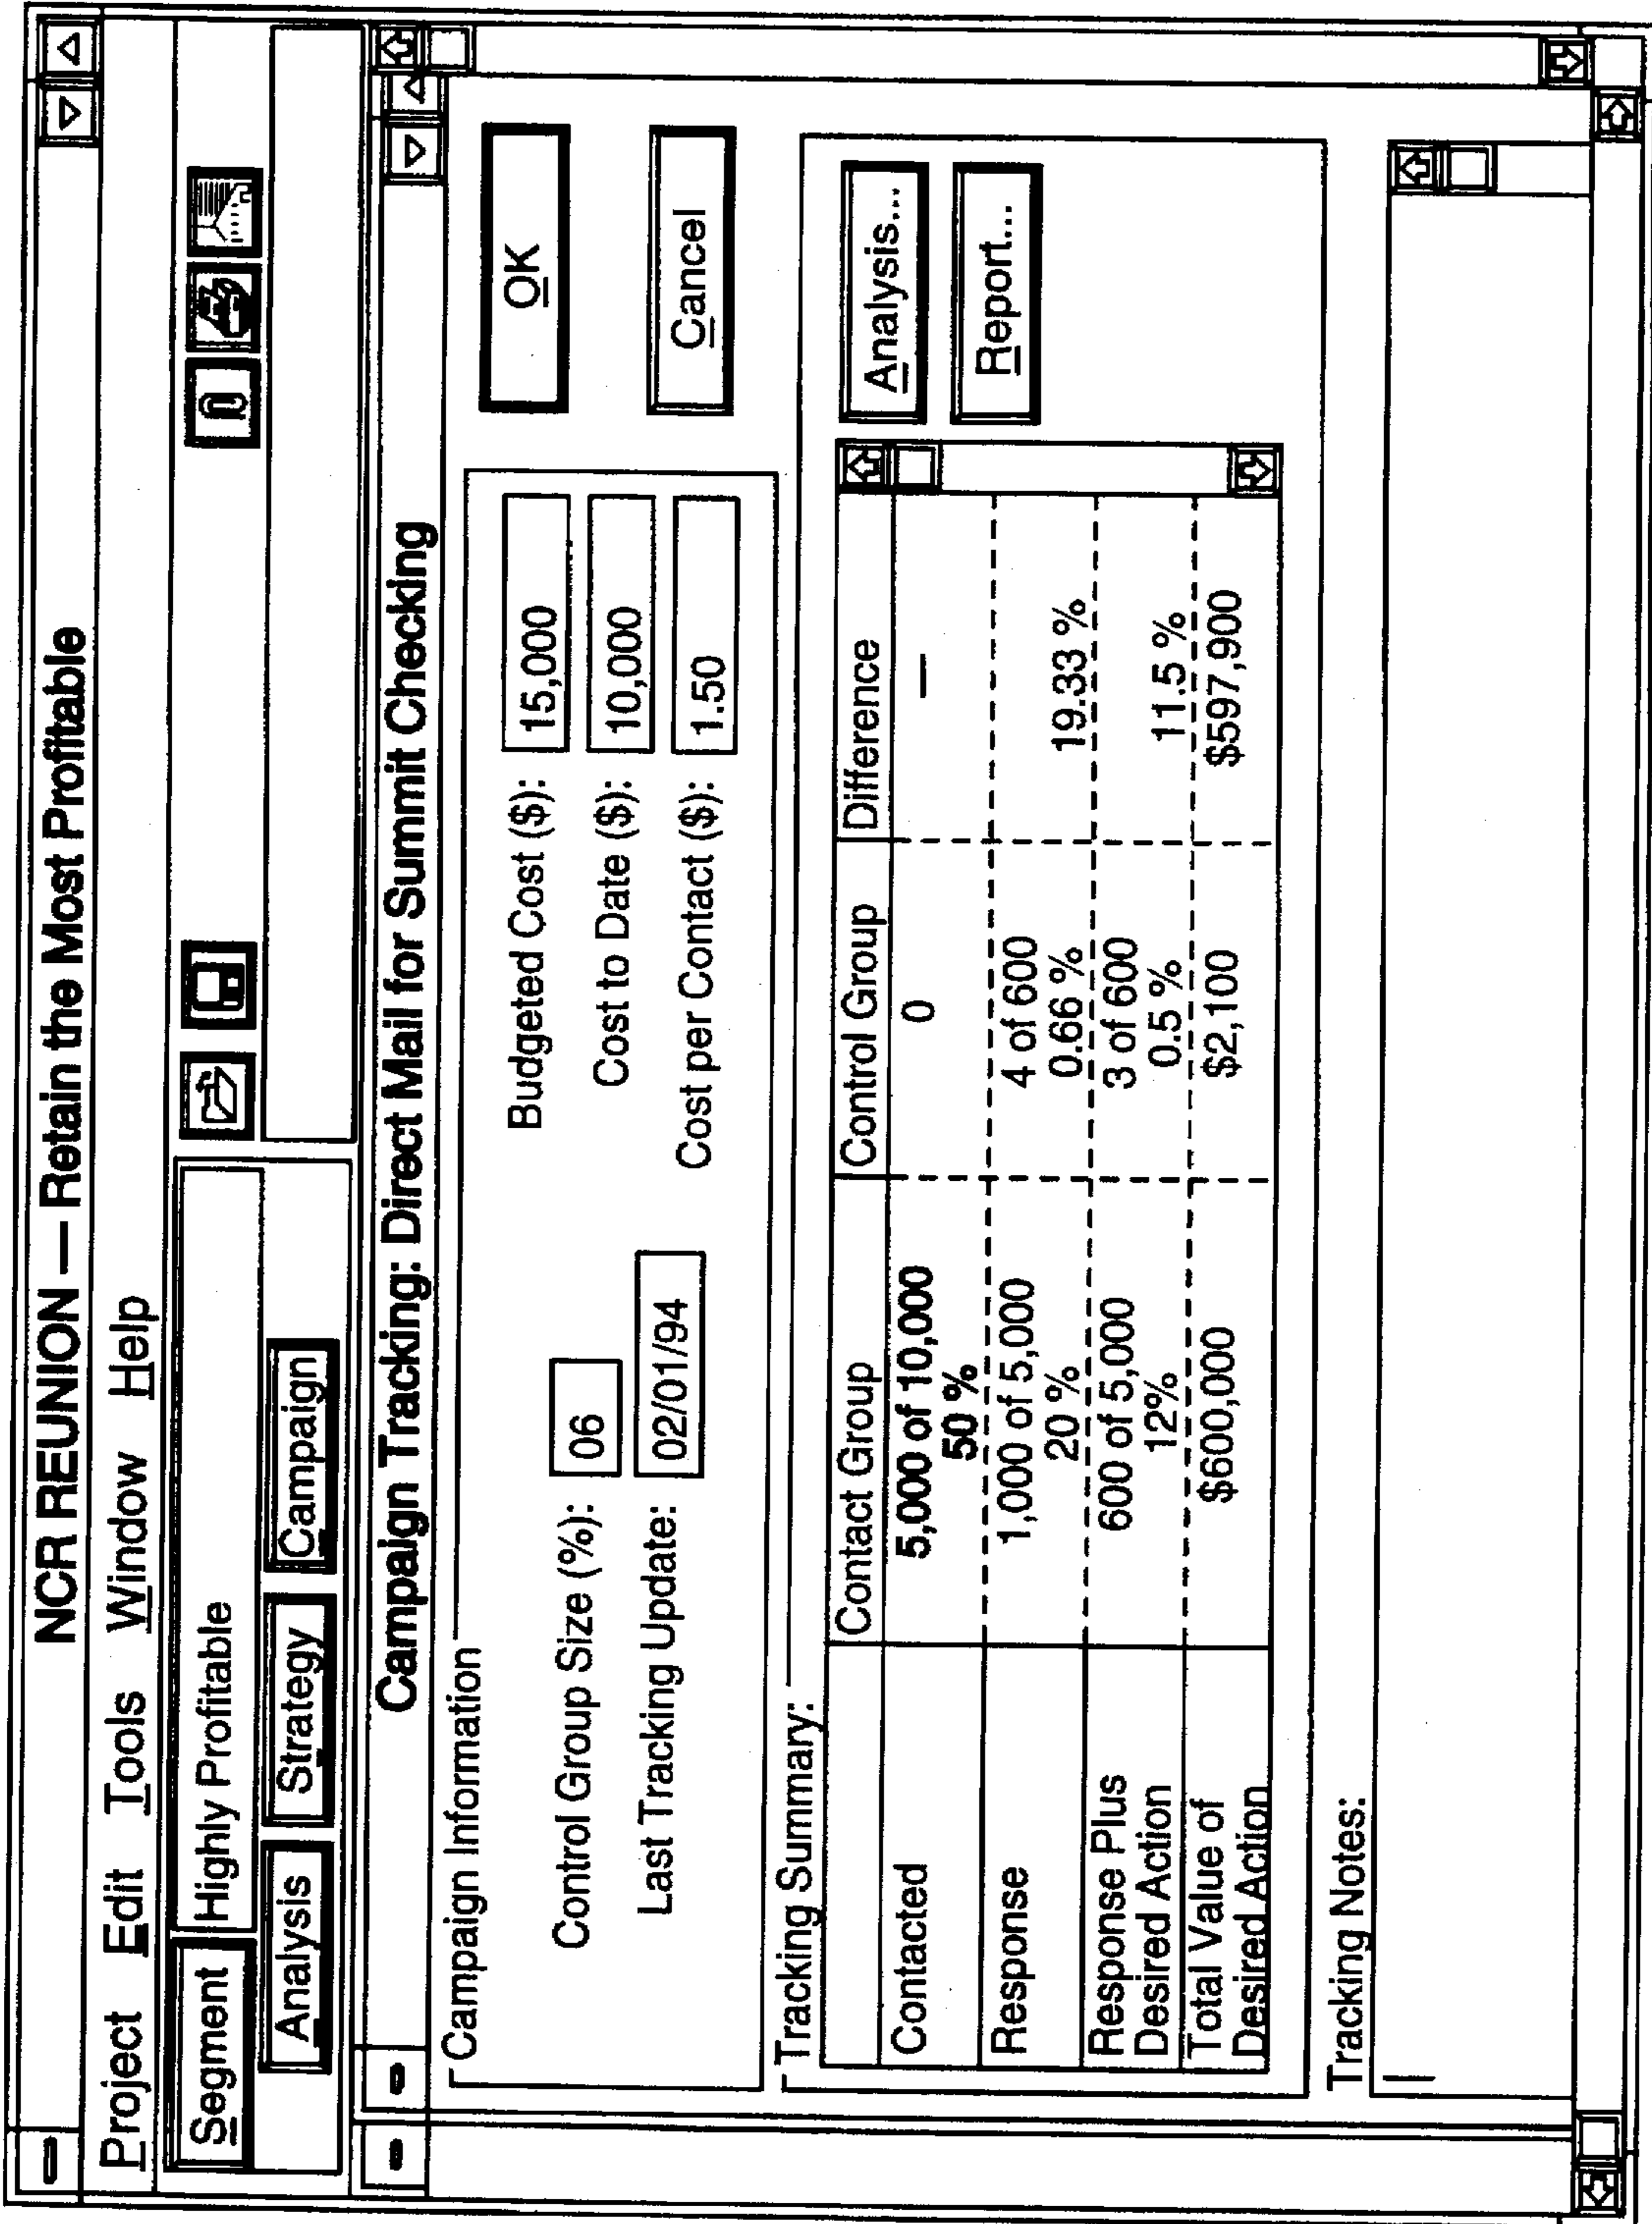 NCR REUNION — Retain the Most Profitable
Project Edit Tools Window Help
Segment Highly Profitable
Analysis Strategy Campaign
Campaign Tracking: Direct Mail for Summit Checking
Campaign Information
Control Group Size (%): 06
Last Tracking Update: 02/01/94
Budgeted Cost ($): 15,000
Cost to Date ($): 10,000
Cost per Contact ($): 1.50
OK
Cancel
Tracking Summary:
Contact Group Control Group Difference
Contacted 5,000 of 10,000 0 —
50 %
Response 1,000 of 5,000 4 of 600
20 % 0.66 % 19.33 %
Response Plus 600 of 5,000 3 of 600
Desired Action 12% 0.5 % 11.5 %
Total Value of $600,000 $2,100 $597,900
Desired Action
Analysis...
Report...
Tracking Notes: